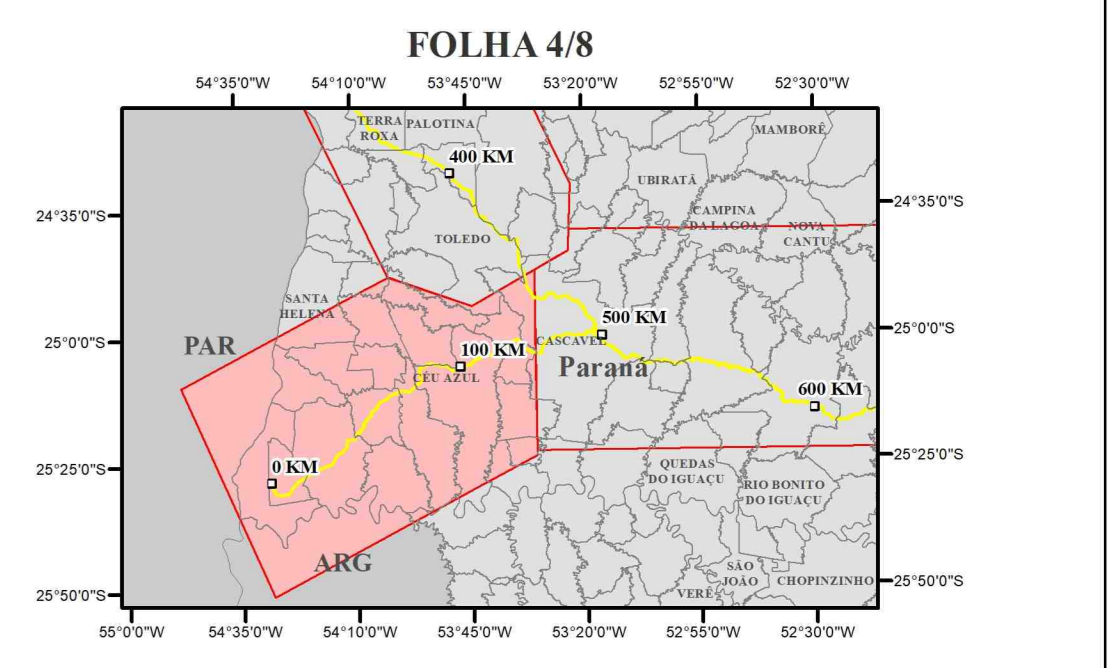 FOLHA 4/8
54°35'0"W 54°10'0"W 53°45'0"W 53°20'0"W 52°55'0"W 52°30'0"W
TERRA
ROXA
PALOTINA
MAMBORÊ
400 KM
UBIRATÃ
24°35'0"S
24°35'0"S
CAMPINA
DA LAGOA
NOVA
CANTU
TOLEDO
SANTA
HELENA
500 KM
25°0'0"S
25°0'0"S
PAR
100 KM
CASCAVEL
Paraná
CÉU AZUL
600 KM
25°25'0"S
25°25'0"S
0 KM
QUEDAS
DO IGUAÇU
RIO BONITO
DO IGUAÇU
ARG
SÃO
JOÃO
CHOPINZINHO
25°50'0"S
VERÊ
25°50'0"S
55°0'0"W 54°35'0"W 54°10'0"W 53°45'0"W 53°20'0"W 52°55'0"W 52°30'0"W